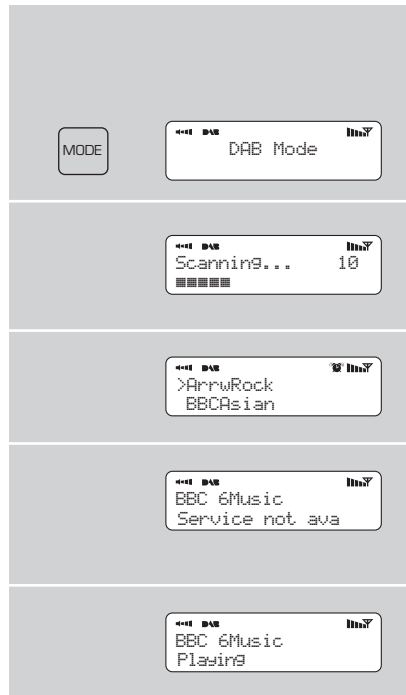 MODE
DAB
DAB Mode
DAB
Scanning... 10
DAB
>ArrwRock
BBCAsian
DAB
BBC 6Music
Service not ava
DAB
BBC 6Music
Playing